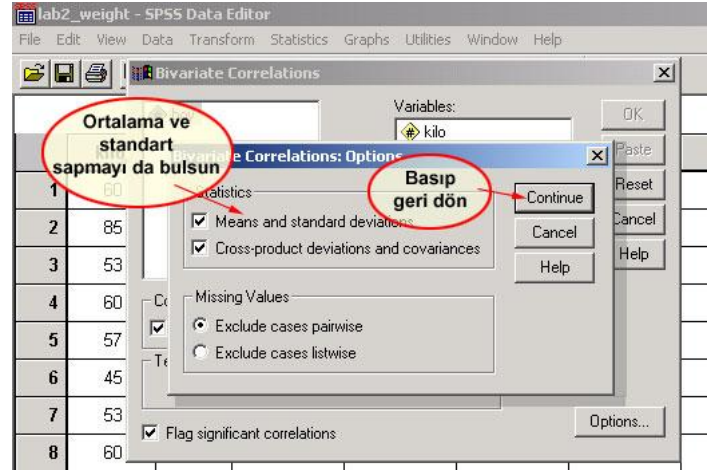 lab2_weight - SPSS Data Editor
File Edit View Data Transform Statistics Graphs Utilities Window Help
Bivariate Correlations
Variables:
kilo
OK
Paste
Reset
Cancel
Help
Ortalama ve
standart
sapmayı da bulsun
Bivariate Correlations: Options
Statistics
Means and standard deviations
Cross-product deviations and covariances
Basıp
geri dön
Continue
Cancel
Help
Missing Values
Exclude cases pairwise
Exclude cases listwise
Flag significant correlations
Options...
1 60
2 85
3 53
4 60
5 57
6 45
7 53
8 60